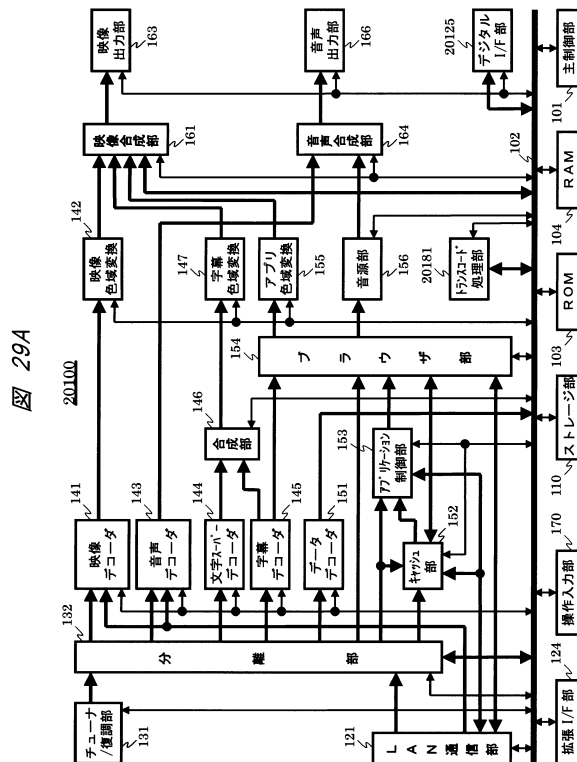 図 29A
20100
チューナ
/復調部
131
132
分離部
121
LAN通信部
映像
デコーダ
141
音声
デコーダ
143
文字スーパー
デコーダ
144
字幕
デコーダ
145
データ
デコーダ
151
キャッシュ
部
152
アプリケーション
制御部
153
合成部
146
ブラウザ部
154
映像
色域変換
142
字幕
色域変換
147
アプリ
色域変換
155
音源部
156
トランスコード
処理部
20181
映像合成部
161
音声合成部
164
映像
出力部
163
音声
出力部
166
デジタル
I/F部
20125
102
拡張I/F部
124
操作入力部
170
ストレージ部
110
ROM
103
RAM
104
主制御部
101